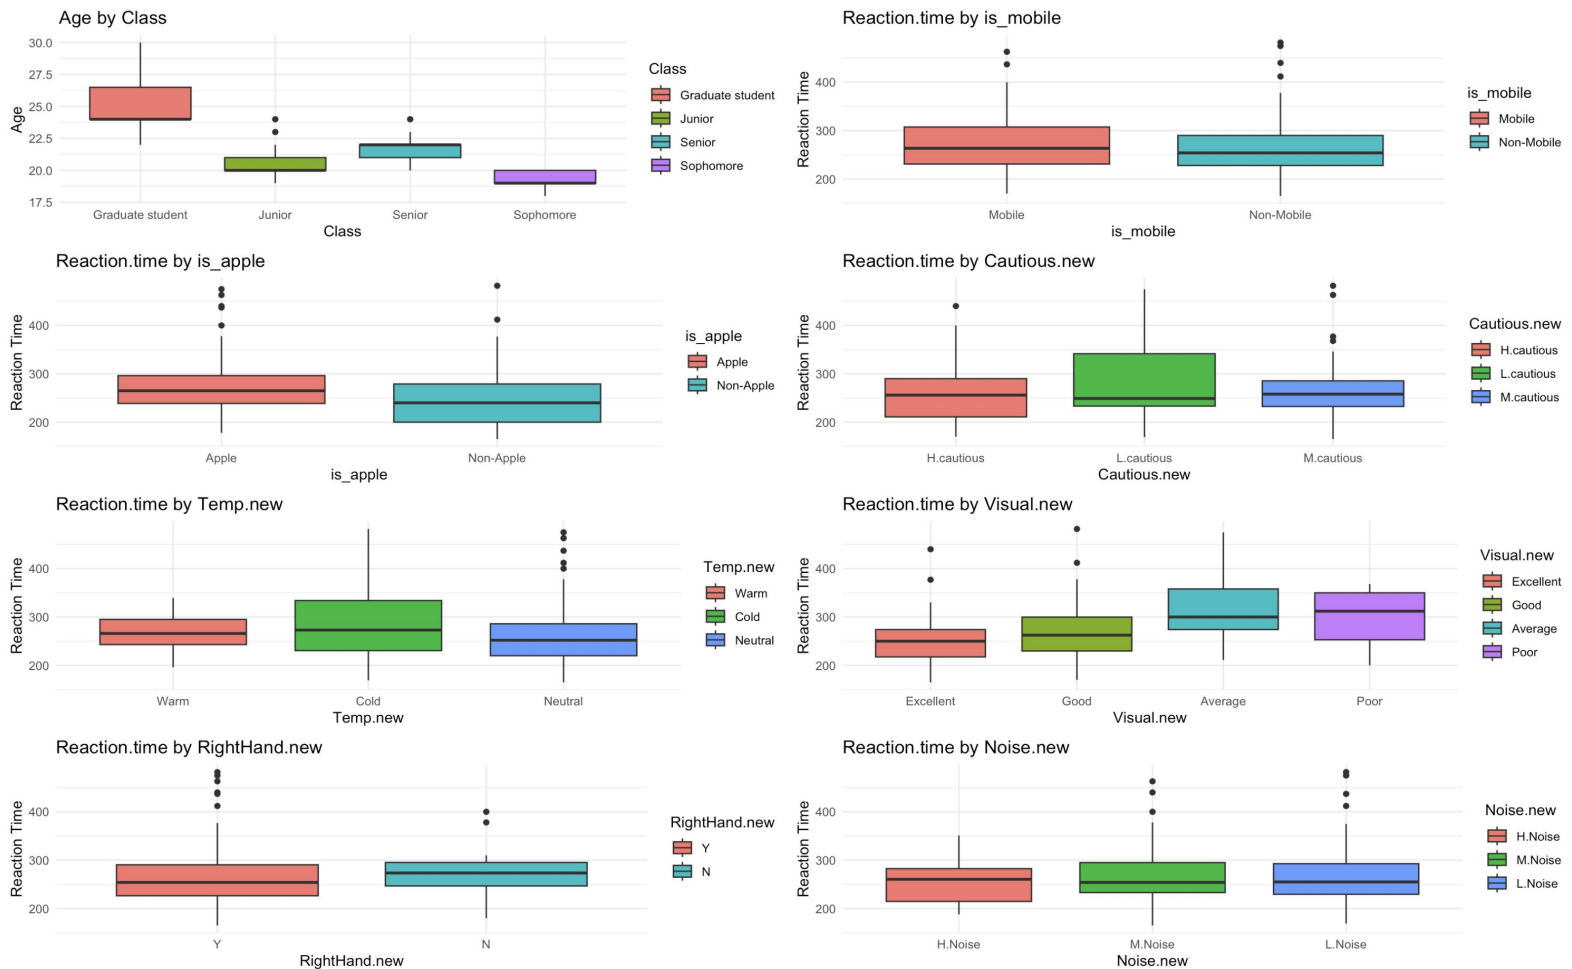 Age by Class
Age
30.0
27.5
25.0
22.5
20.0
17.5
Graduate student Junior Senior Sophomore
Class
Class
Graduate student
Junior
Senior
Sophomore
Reaction.time by is_mobile
Reaction Time
400
300
200
Mobile Non-Mobile
is_mobile
is_mobile
Mobile
Non-Mobile
Reaction.time by is_apple
Reaction Time
400
300
200
Apple Non-Apple
is_apple
is_apple
Apple
Non-Apple
Reaction.time by Cautious.new
Reaction Time
400
300
200
H.cautious L.cautious M.cautious
Cautious.new
Cautious.new
H.cautious
L.cautious
M.cautious
Reaction.time by Temp.new
Reaction Time
400
300
200
Warm Cold Neutral
Temp.new
Temp.new
Warm
Cold
Neutral
Reaction.time by Visual.new
Reaction Time
400
300
200
Excellent Good Average Poor
Visual.new
Visual.new
Excellent
Good
Average
Poor
Reaction.time by RightHand.new
Reaction Time
400
300
200
Y N
RightHand.new
RightHand.new
Y
N
Reaction.time by Noise.new
Reaction Time
400
300
200
H.Noise M.Noise L.Noise
Noise.new
Noise.new
H.Noise
M.Noise
L.Noise